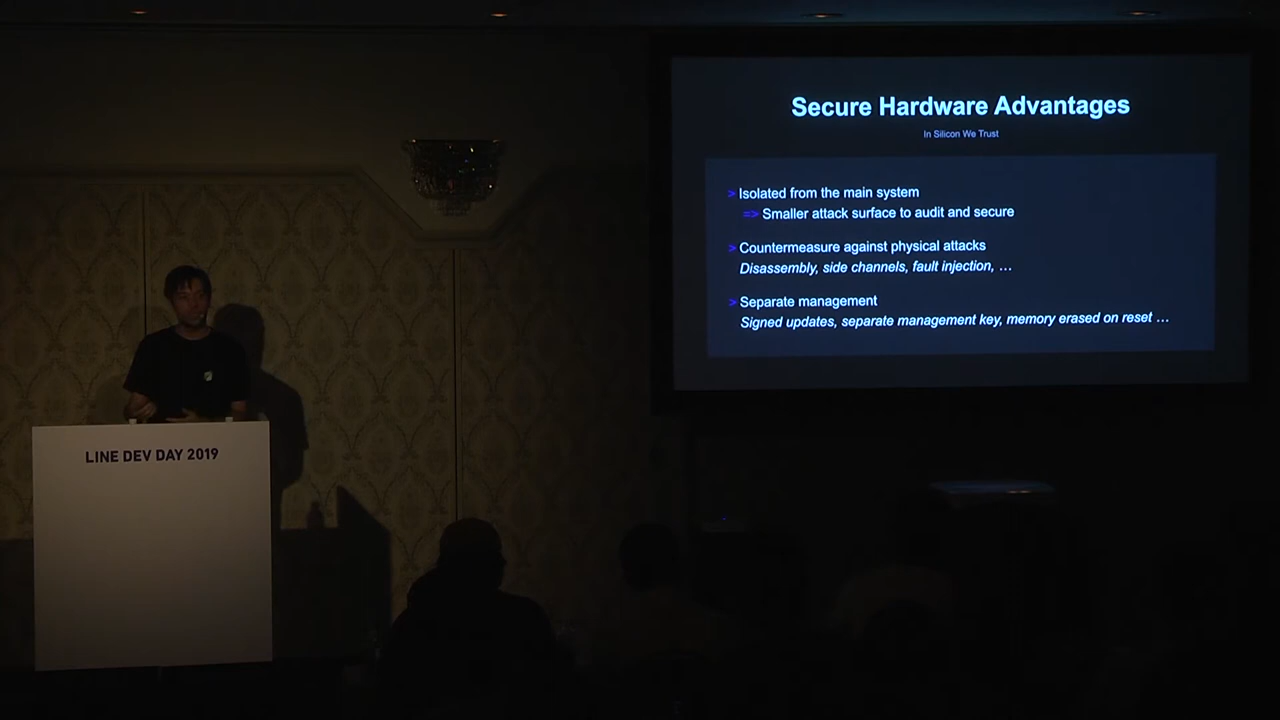 Secure Hardware Advantages
In Silicon We Trust
> Isolated from the main system
=> Smaller attack surface to audit and secure
> Countermeasure against physical attacks
Disassembly, side channels, fault injection, …
> Separate management
Signed updates, separate management key, memory erased on reset …
LINE DEV DAY 2019